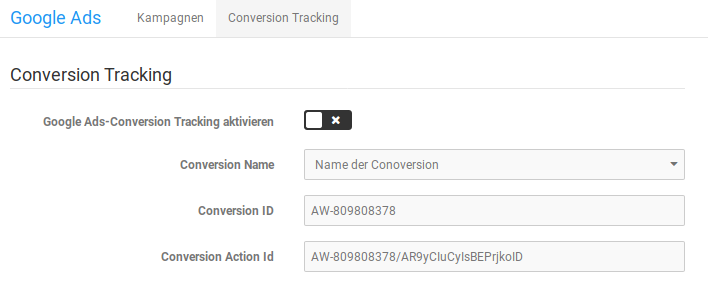 Google Ads Kampagnen Conversion Tracking
Conversion Tracking
Google Ads-Conversion Tracking aktivieren
Conversion Name Name der Conoversion
Conversion ID AW-809808378
Conversion Action Id AW-809808378/AR9yCIuCyIsBEPrjkoID